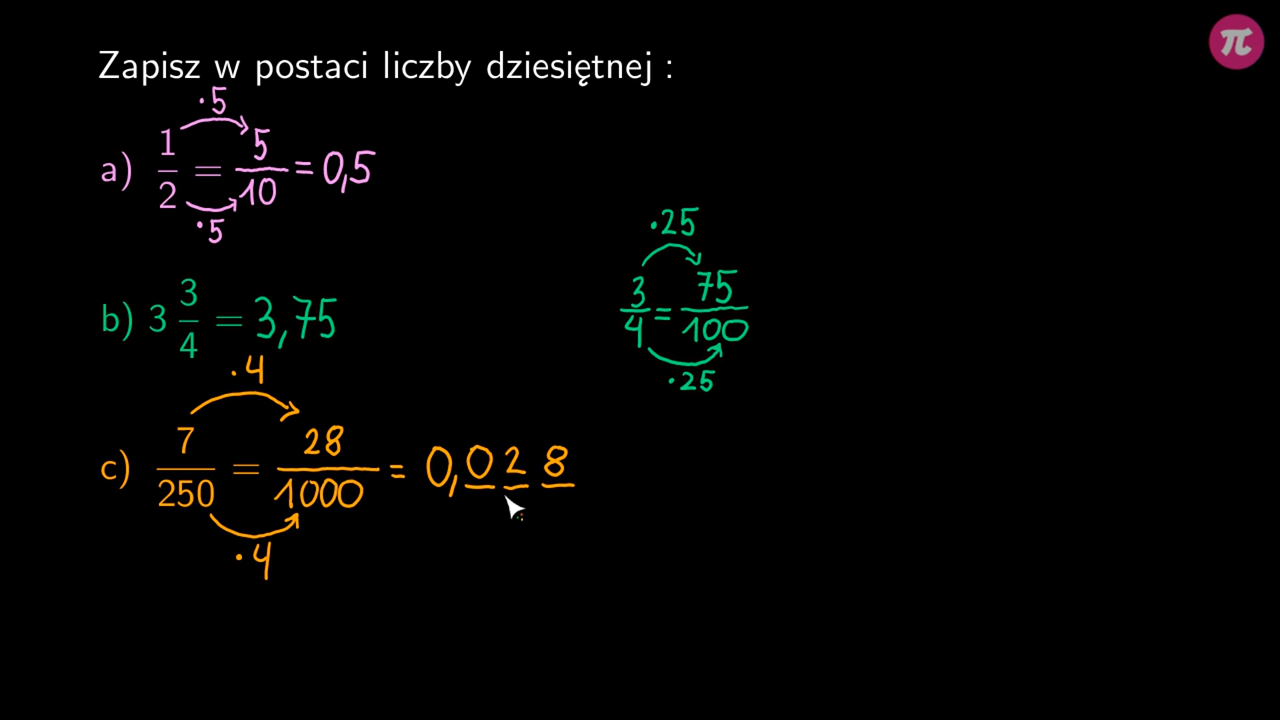 Zapisz w postaci liczby dziesiętnej :
·5
a) 1/2 = 5/10 = 0,5
·5
·25
3/4 = 75/100
·25
b) 3 3/4 = 3,75
·4
c) 7/250 = 28/1000 = 0,028
·4
π